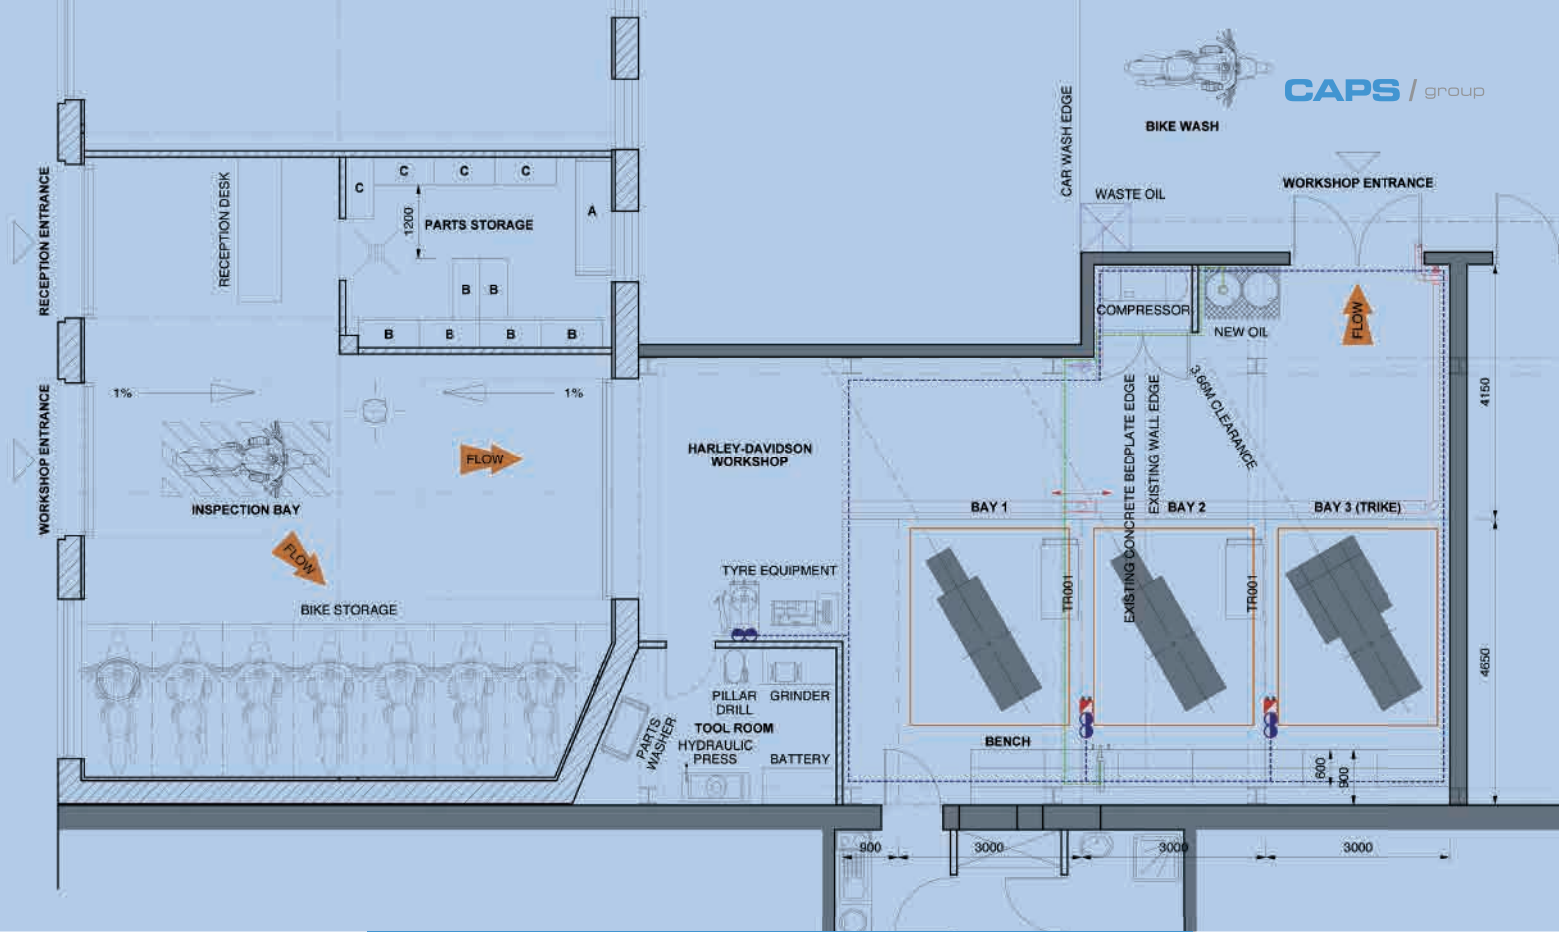 CAPS / group
BIKE WASH
CAR WASH EDGE
WORKSHOP ENTRANCE
WASTE OIL
RECEPTION ENTRANCE
RECEPTION DESK
C
C
C
C
A
1200
PARTS STORAGE
B
B
B
B
B
B
COMPRESSOR
NEW OIL
FLOW
1%
1%
WORKSHOP ENTRANCE
FLOW
INSPECTION BAY
FLOW
BIKE STORAGE
HARLEY-DAVIDSON
WORKSHOP
EXISTING CONCRETE BEDPLATE EDGE
EXISTING WALL EDGE
3.66M CLEARANCE
4150
BAY 1
BAY 2
BAY 3 (TRIKE)
TYRE EQUIPMENT
TR001
TR001
4650
PILLAR
DRILL
GRINDER
TOOL ROOM
PARTS
WASHER
HYDRAULIC
PRESS
BATTERY
BENCH
600
900
900
3000
3000
3000